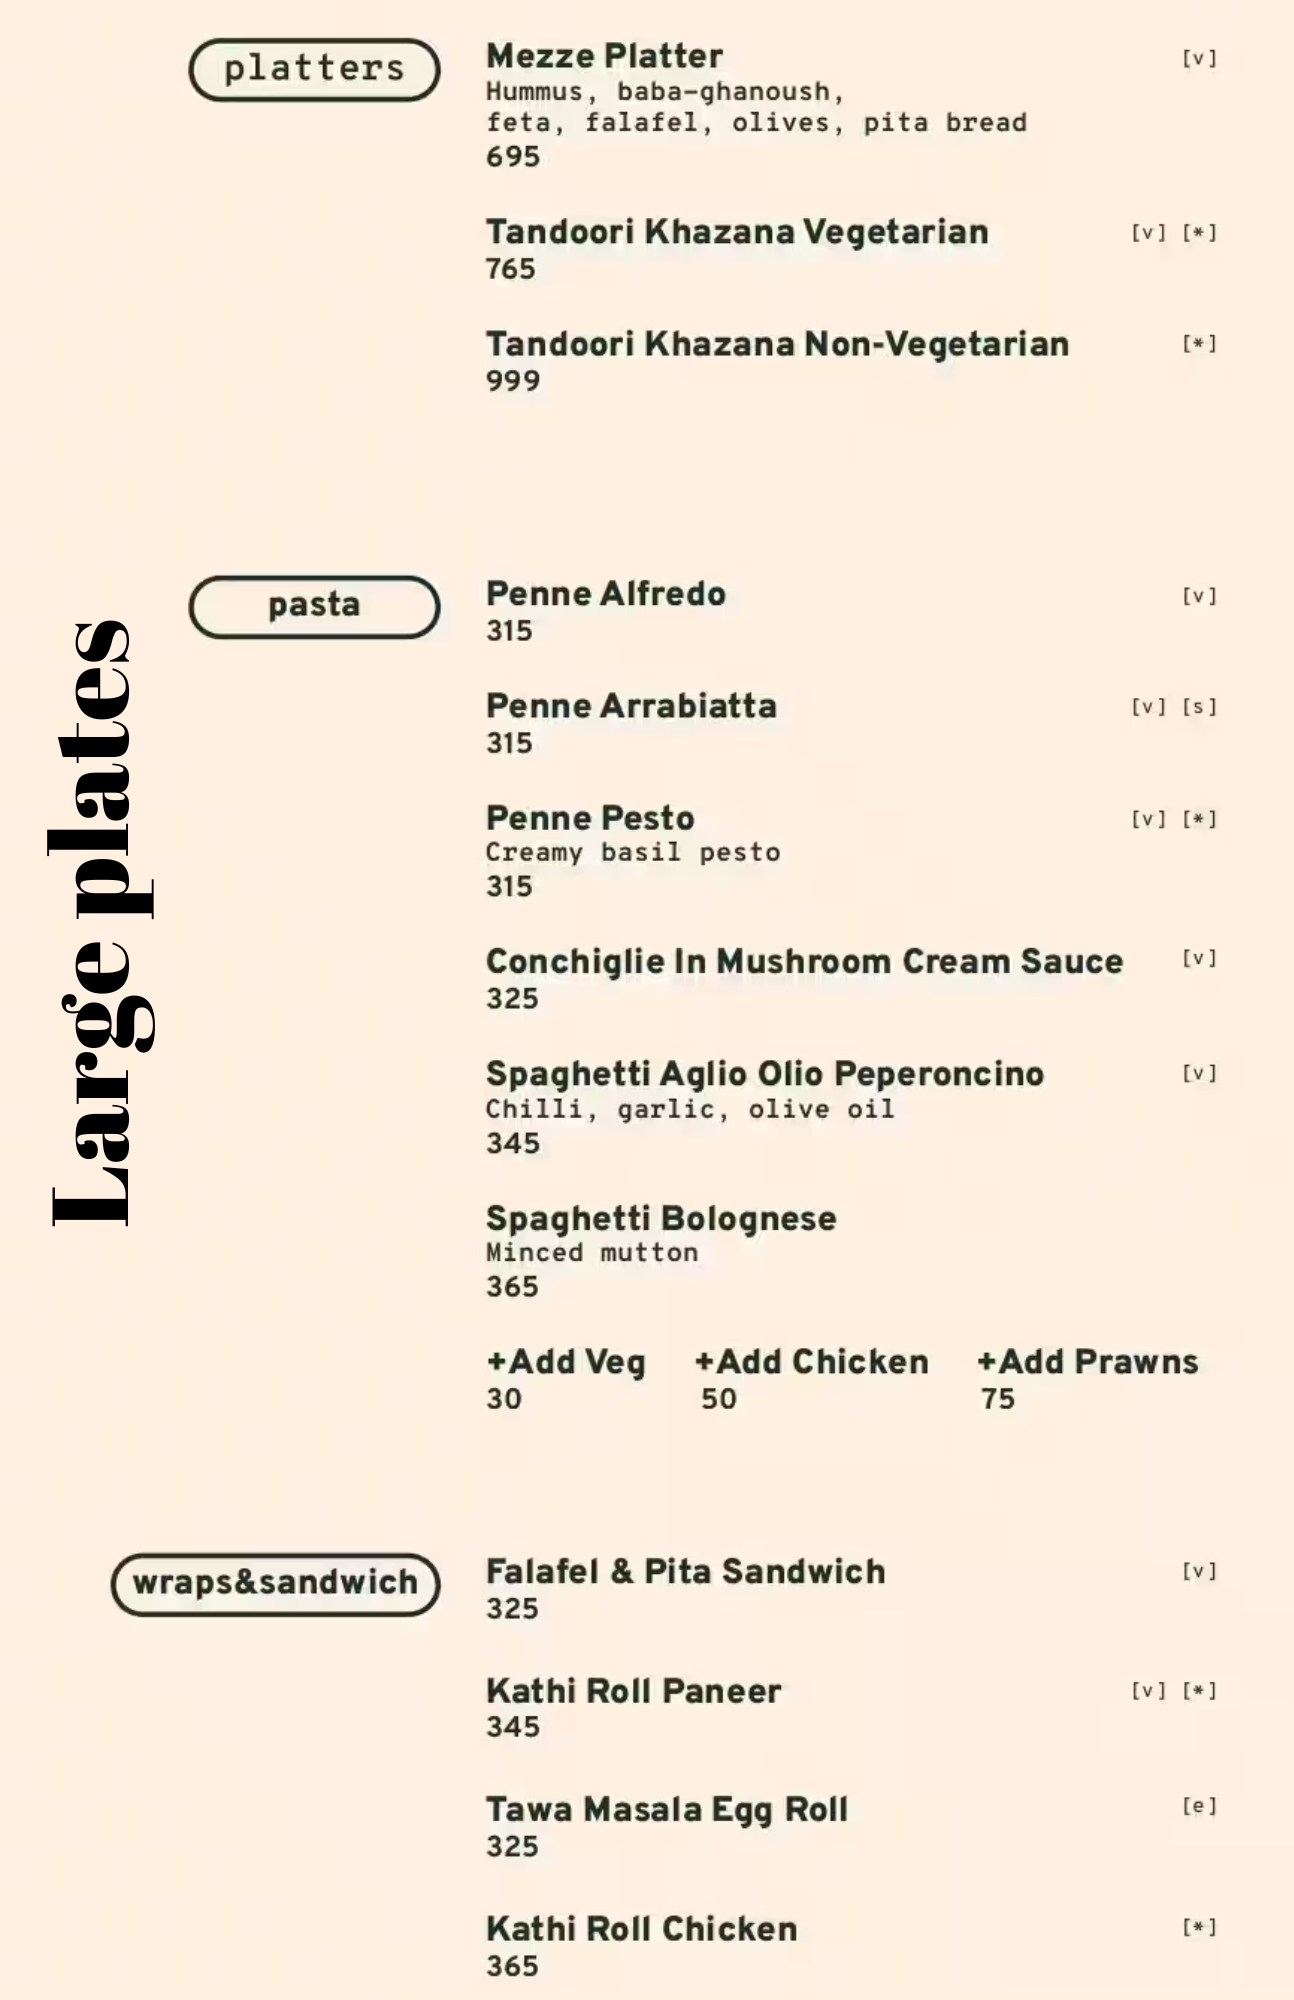 Large plates
platters
Mezze Platter [v]
Hummus, baba-ghanoush,
feta, falafel, olives, pita bread
695
Tandoori Khazana Vegetarian [v] [*]
765
Tandoori Khazana Non-Vegetarian [*]
999
pasta
Penne Alfredo [v]
315
Penne Arrabiatta [v] [s]
315
Penne Pesto [v] [*]
Creamy basil pesto
315
Conchiglie In Mushroom Cream Sauce [v]
325
Spaghetti Aglio Olio Peperoncino [v]
Chilli, garlic, olive oil
345
Spaghetti Bolognese
Minced mutton
365
+Add Veg +Add Chicken +Add Prawns
30 50 75
wraps&sandwich
Falafel & Pita Sandwich [v]
325
Kathi Roll Paneer [v] [*]
345
Tawa Masala Egg Roll [e]
325
Kathi Roll Chicken [*]
365